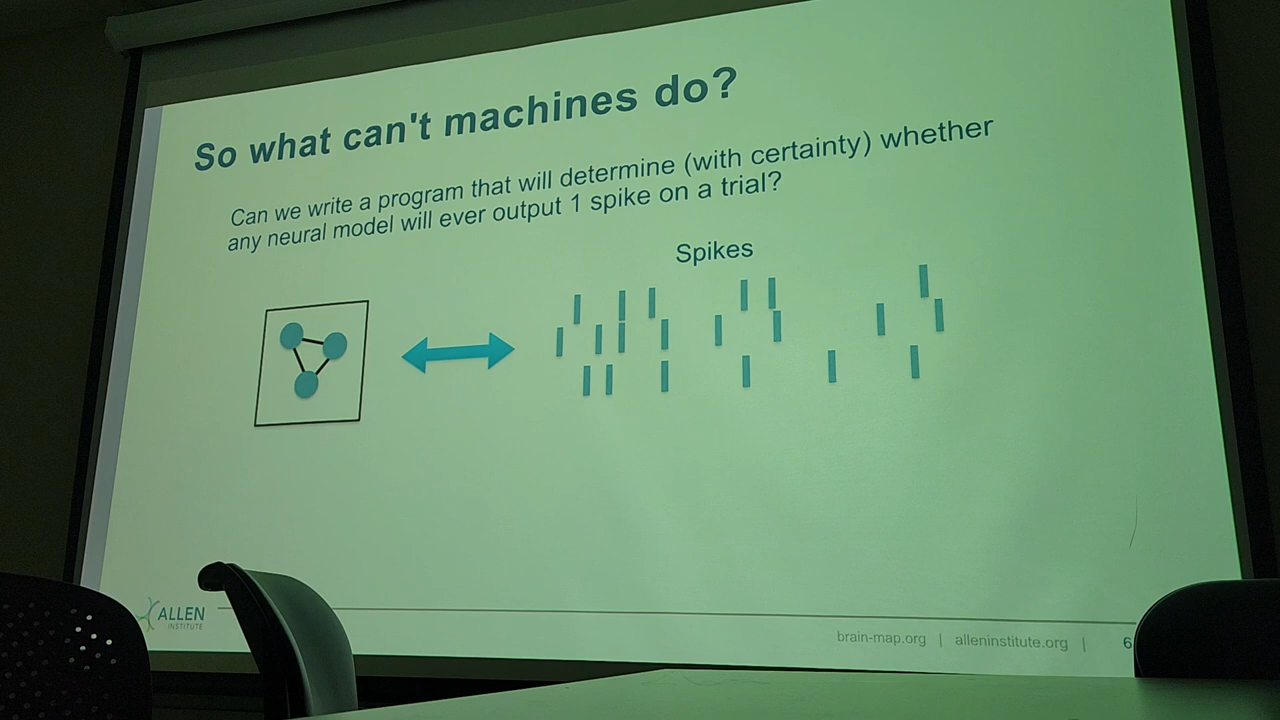 So what can't machines do?
Can we write a program that will determine (with certainty) whether
any neural model will ever output 1 spike on a trial?
Spikes
ALLEN
INSTITUTE
brain-map.org | alleninstitute.org | 6